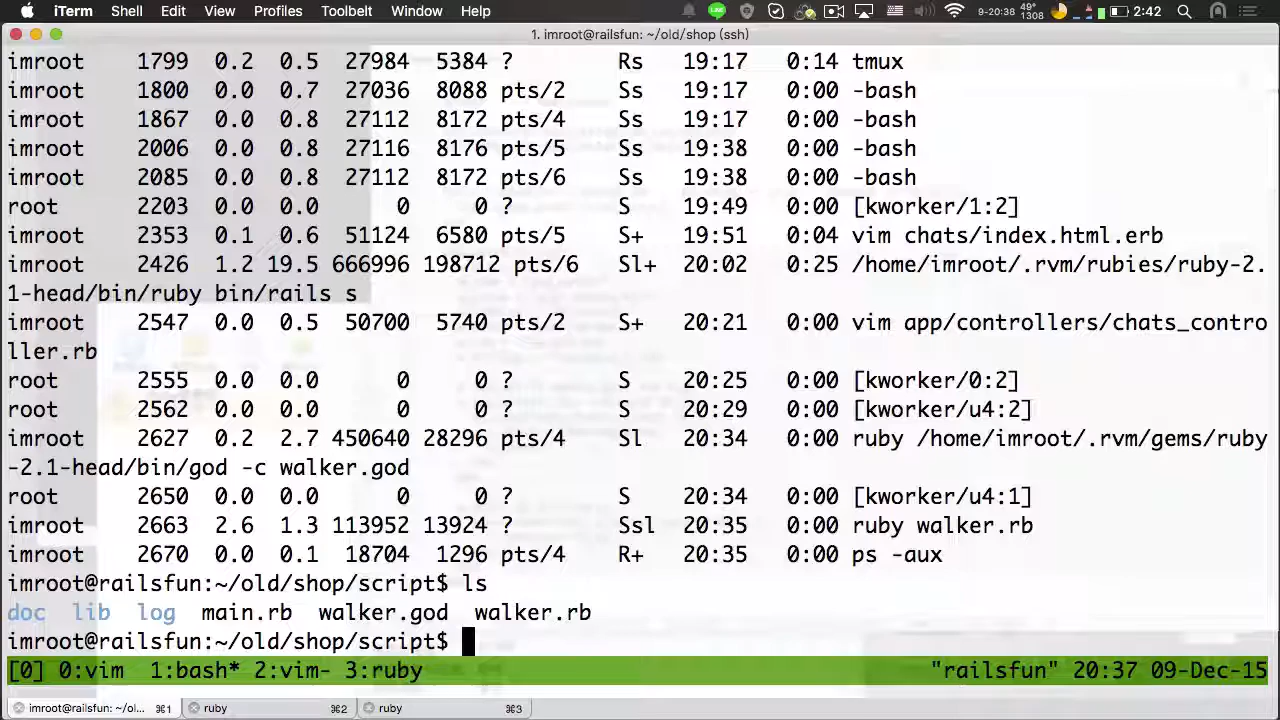 iTerm Shell Edit View Profiles Toolbelt Window Help 9-20:38 49° 1308 2:42
1. imroot@railsfun: ~/old/shop (ssh)
imroot 1799 0.2 0.5 27984 5384 ? Rs 19:17 0:14 tmux
imroot 1800 0.0 0.7 27036 8088 pts/2 Ss 19:17 0:00 -bash
imroot 1867 0.0 0.8 27112 8172 pts/4 Ss 19:17 0:00 -bash
imroot 2006 0.0 0.8 27116 8176 pts/5 Ss 19:38 0:00 -bash
imroot 2085 0.0 0.8 27112 8172 pts/6 Ss 19:38 0:00 -bash
root 2203 0.0 0.0 0 0 ? S 19:49 0:00 [kworker/1:2]
imroot 2353 0.1 0.6 51124 6580 pts/5 S+ 19:51 0:04 vim chats/index.html.erb
imroot 2426 1.2 19.5 666996 198712 pts/6 Sl+ 20:02 0:25 /home/imroot/.rvm/rubies/ruby-2.
1-head/bin/ruby bin/rails s
imroot 2547 0.0 0.5 50700 5740 pts/2 S+ 20:21 0:00 vim app/controllers/chats_contro
ller.rb
root 2555 0.0 0.0 0 0 ? S 20:25 0:00 [kworker/0:2]
root 2562 0.0 0.0 0 0 ? S 20:29 0:00 [kworker/u4:2]
imroot 2627 0.2 2.7 450640 28296 pts/4 Sl 20:34 0:00 ruby /home/imroot/.rvm/gems/ruby
-2.1-head/bin/god -c walker.god
root 2650 0.0 0.0 0 0 ? S 20:34 0:00 [kworker/u4:1]
imroot 2663 2.6 1.3 113952 13924 ? Ssl 20:35 0:00 ruby walker.rb
imroot 2670 0.0 0.1 18704 1296 pts/4 R+ 20:35 0:00 ps -aux
imroot@railsfun:~/old/shop/script$ ls
doc lib log main.rb walker.god walker.rb
imroot@railsfun:~/old/shop/script$
[0] 0:vim 1:bash* 2:vim- 3:ruby "railsfun" 20:37 09-Dec-15
imroot@railsfun: ~/ol... ⌘1 ruby ⌘2 ruby ⌘3